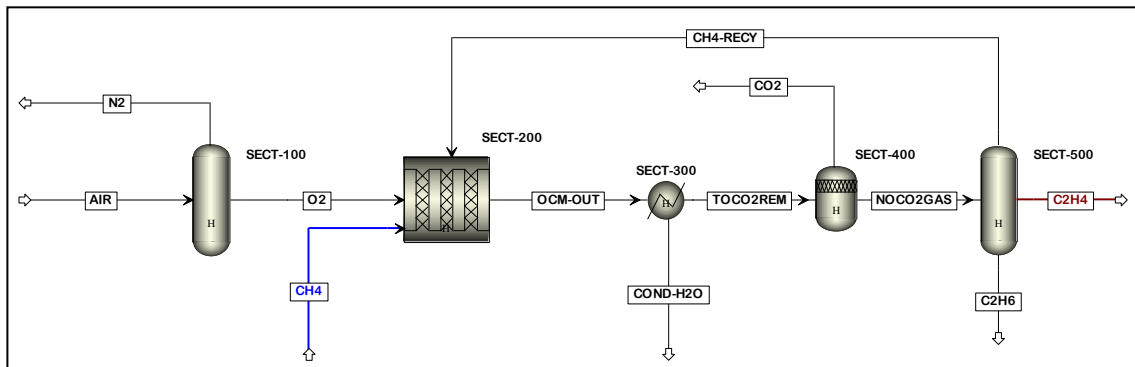 CH4-RECY
N2
CO2
SECT-100
SECT-200
SECT-300
SECT-400
SECT-500
AIR
O2
OCM-OUT
TOCO2REM
NOCO2GAS
C2H4
H
H
H
H
H
CH4
COND-H2O
C2H6